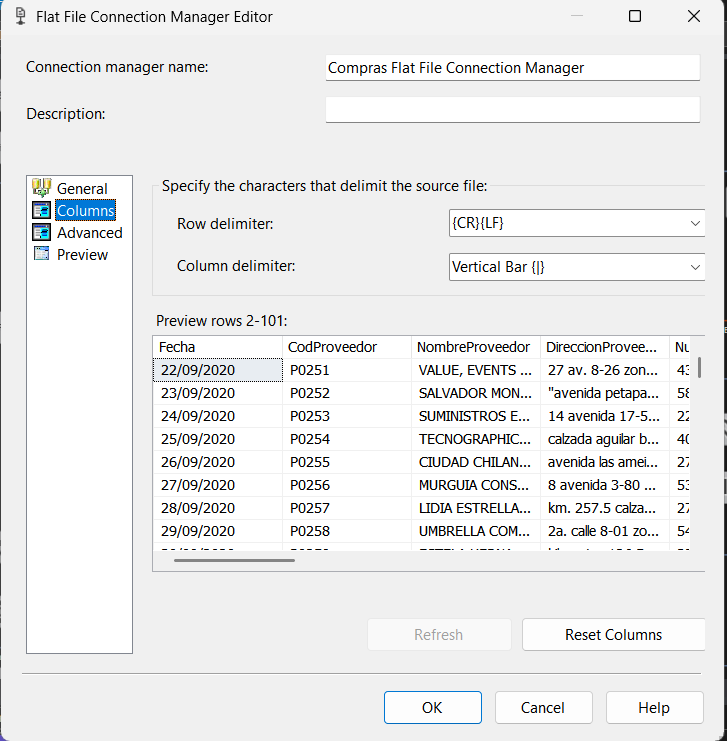 Flat File Connection Manager Editor
Connection manager name: Compras Flat File Connection Manager
Description:
General
Columns
Advanced
Preview
Specify the characters that delimit the source file:
Row delimiter: {CR}{LF}
Column delimiter: Vertical Bar {|}
Preview rows 2-101:
Fecha CodProveedor NombreProveedor DireccionProvee... Nu
22/09/2020 P0251 VALUE, EVENTS ... 27 av. 8-26 zon... 43
23/09/2020 P0252 SALVADOR MON... "avenida petapa... 58
24/09/2020 P0253 SUMINISTROS E... 14 avenida 17-5... 22
25/09/2020 P0254 TECNOGRAPHIC... calzada aguilar b... 40
26/09/2020 P0255 CIUDAD CHILAN... avenida las amei... 27
27/09/2020 P0256 MURGUIA CONS... 8 avenida 3-80 ... 53
28/09/2020 P0257 LIDIA ESTRELLA... km. 257.5 calza... 27
29/09/2020 P0258 UMBRELLA COM... 2a. calle 8-01 zo... 54
Refresh Reset Columns
OK Cancel Help